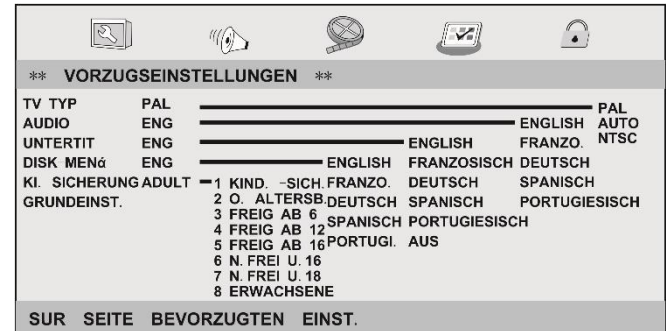 ** VORZUGSEINSTELLUNGEN **
TV TYP PAL PAL
AUDIO ENG ENGLISH AUTO
UNTERTIT ENG ENGLISH FRANZO. NTSC
DISK MENá ENG ENGLISH FRANZOSISCH DEUTSCH
KI. SICHERUNG ADULT 1 KIND. -SICH. FRANZO. DEUTSCH SPANISCH
GRUNDEINST. 2 O. ALTERSB. DEUTSCH SPANISCH PORTUGIESISCH
3 FREIG AB 6
4 FREIG AB 12 SPANISCH PORTUGIESISCH
5 FREIG AB 16 PORTUGI. AUS
6 N. FREI U. 16
7 N. FREI U. 18
8 ERWACHSENE
SUR SEITE BEVORZUGTEN EINST.